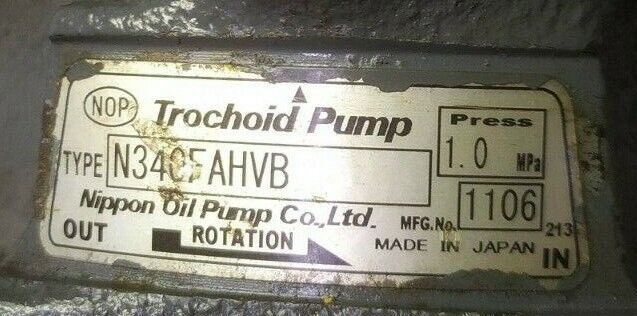 NOP Trochoid Pump
Press
1.0 MPa
TYPE
Nippon Oil Pump Co.,Ltd.
MFG.No. 1106 213
OUT ROTATION
MADE IN JAPAN
IN